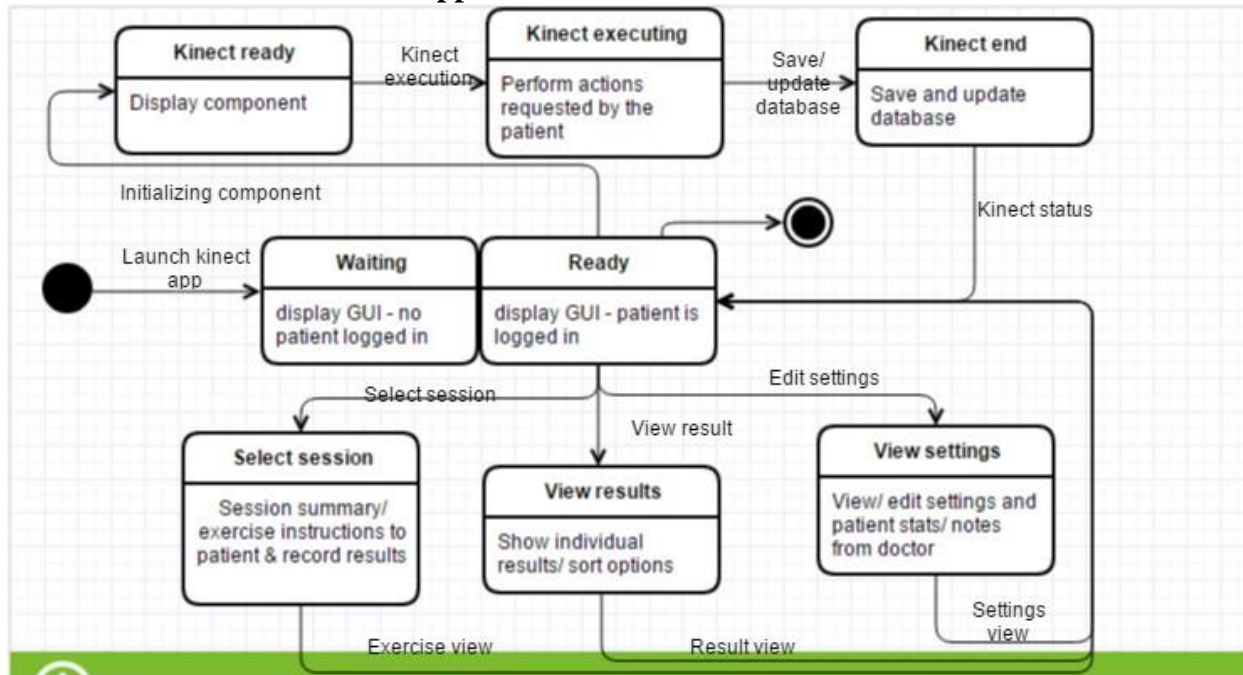 Kinect ready
Display component
Kinect
execution
Kinect executing
Perform actions
requested by the
patient
Save/
update
database
Kinect end
Save and update
database
Initializing component
Kinect status
Launch kinect
app
Waiting
display GUI - no
patient logged in
Ready
display GUI - patient is
logged in
Select session
View result
Edit settings
Select session
Session summary/
exercise instructions to
patient & record results
View results
Show individual
results/ sort options
View settings
View/ edit settings and
patient stats/ notes
from doctor
Exercise view
Result view
Settings
view